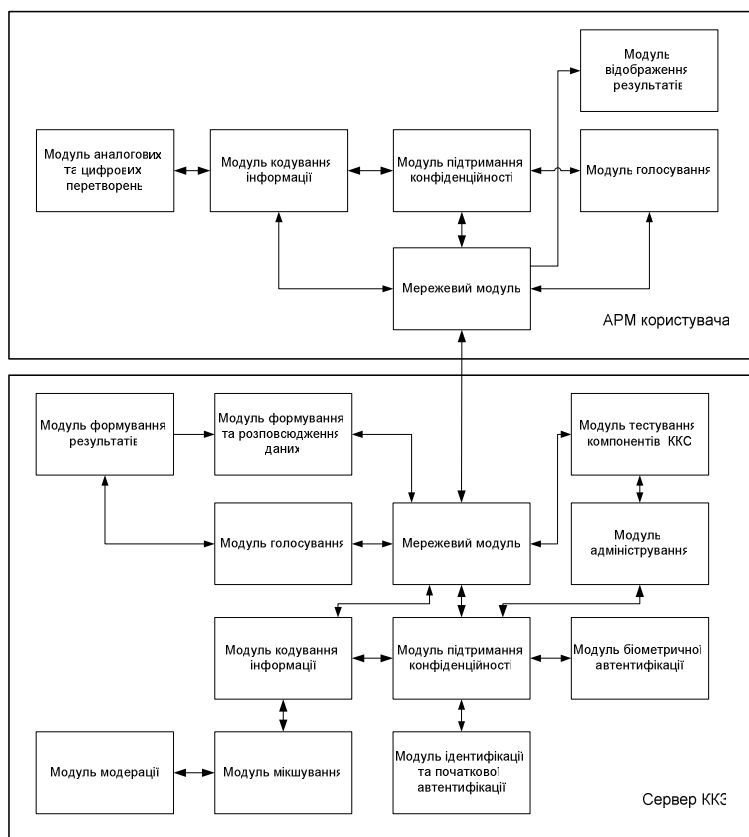 Модуль
відображення
результатів
Модуль аналогових
та цифрових
перетворень
Модуль кодування
інформації
Модуль підтримання
конфіденційності
Модуль голосування
Мережевий модуль
АРМ користувача
Модуль формування
результатів
Модуль формування
та розповсюдження
даних
Модуль тестування
компонентів ККС
Модуль голосування
Мережевий модуль
Модуль
адміністрування
Модуль кодування
інформації
Модуль підтримання
конфіденційності
Модуль біометричної
автентифікації
Модуль модерації
Модуль мікшування
Модуль ідентифікації
та початкової
автентифікації
Сервер ККЗ